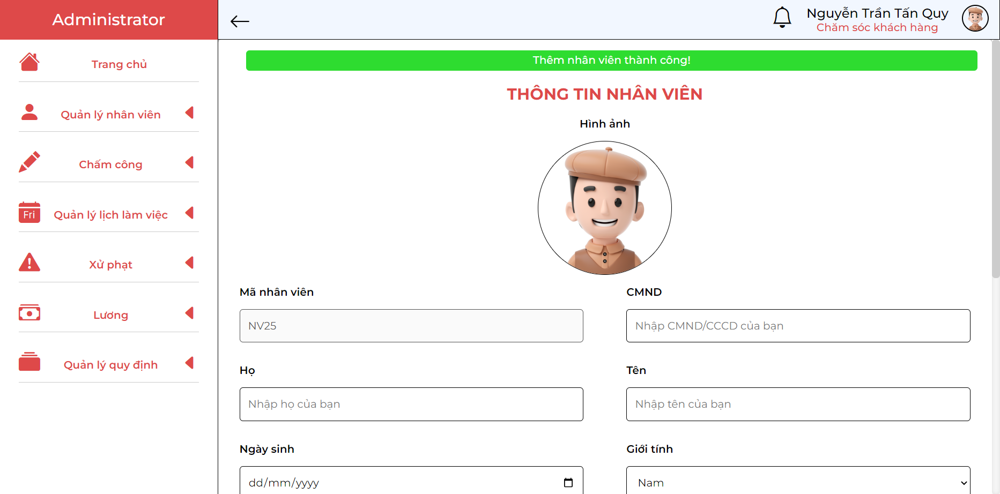 Administrator
Nguyễn Trần Tấn Quy
Chăm sóc khách hàng
Trang chủ
Quản lý nhân viên
Chấm công
Fri
Quản lý lịch làm việc
Xử phạt
Lương
Quản lý quy định
Thêm nhân viên thành công!
THÔNG TIN NHÂN VIÊN
Hình ảnh
Mã nhân viên
CMND
NV25
Nhập CMND/CCCD của bạn
Họ
Tên
Nhập họ của bạn
Nhập tên của bạn
Ngày sinh
Giới tính
dd/mm/yyyy
Nam